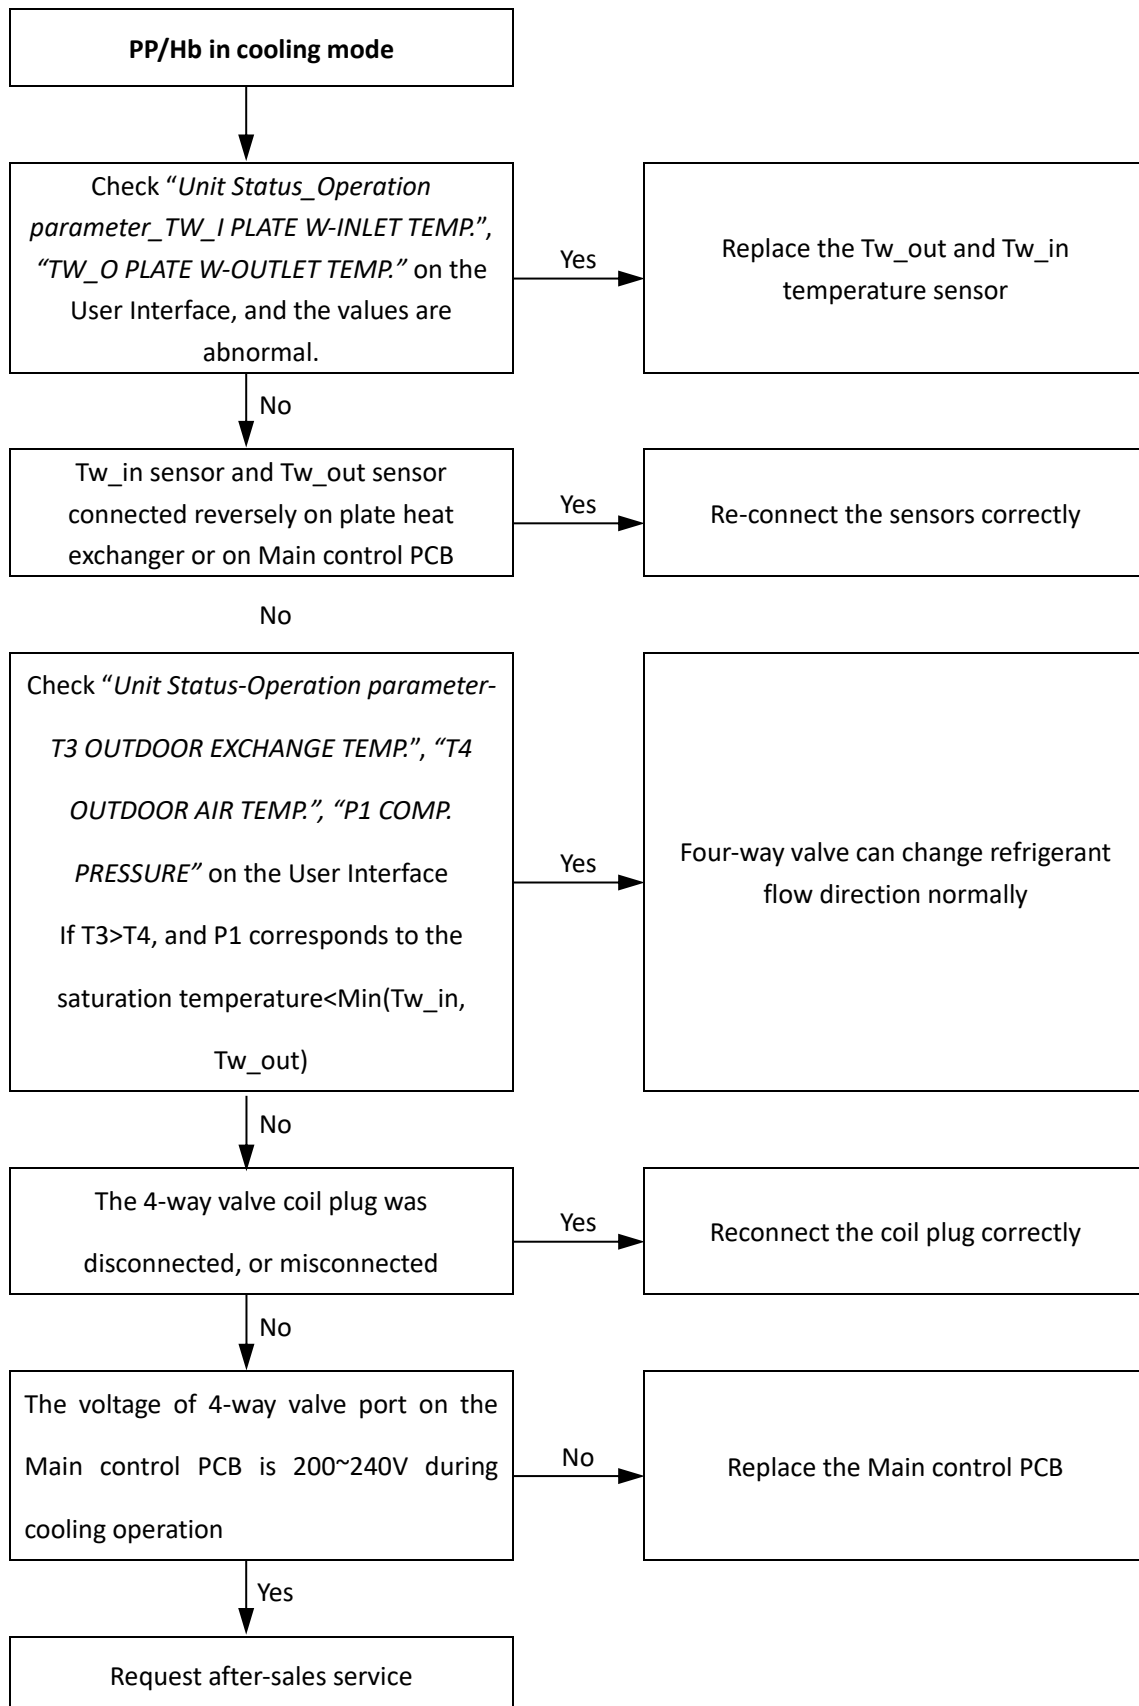 PP/Hb in cooling mode
Check “Unit Status_Operation
parameter_TW_I PLATE W-INLET TEMP.”,
“TW_O PLATE W-OUTLET TEMP.” on the
User Interface, and the values are
abnormal.
Yes
Replace the Tw_out and Tw_in
temperature sensor
No
Tw_in sensor and Tw_out sensor
connected reversely on plate heat
exchanger or on Main control PCB
Yes
Re-connect the sensors correctly
No
Check “Unit Status-Operation parameter-
T3 OUTDOOR EXCHANGE TEMP.”, “T4
OUTDOOR AIR TEMP.”, “P1 COMP.
PRESSURE” on the User Interface
If T3>T4, and P1 corresponds to the
saturation temperature<Min(Tw_in,
Tw_out)
Yes
Four-way valve can change refrigerant
flow direction normally
No
The 4-way valve coil plug was
disconnected, or misconnected
Yes
Reconnect the coil plug correctly
No
The voltage of 4-way valve port on the
Main control PCB is 200~240V during
cooling operation
No
Replace the Main control PCB
Yes
Request after-sales service